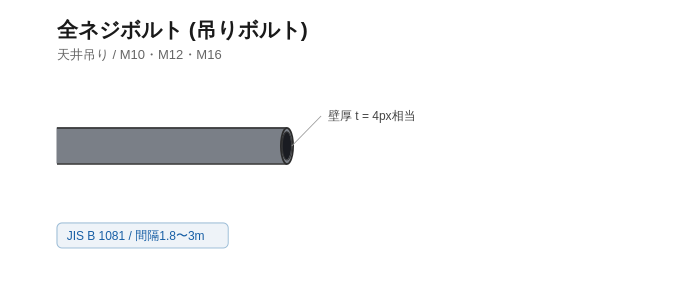 全ネジボルト (吊りボルト)
天井吊り / M10・M12・M16
壁厚 t = 4px相当
JIS B 1081 / 間隔1.8〜3m